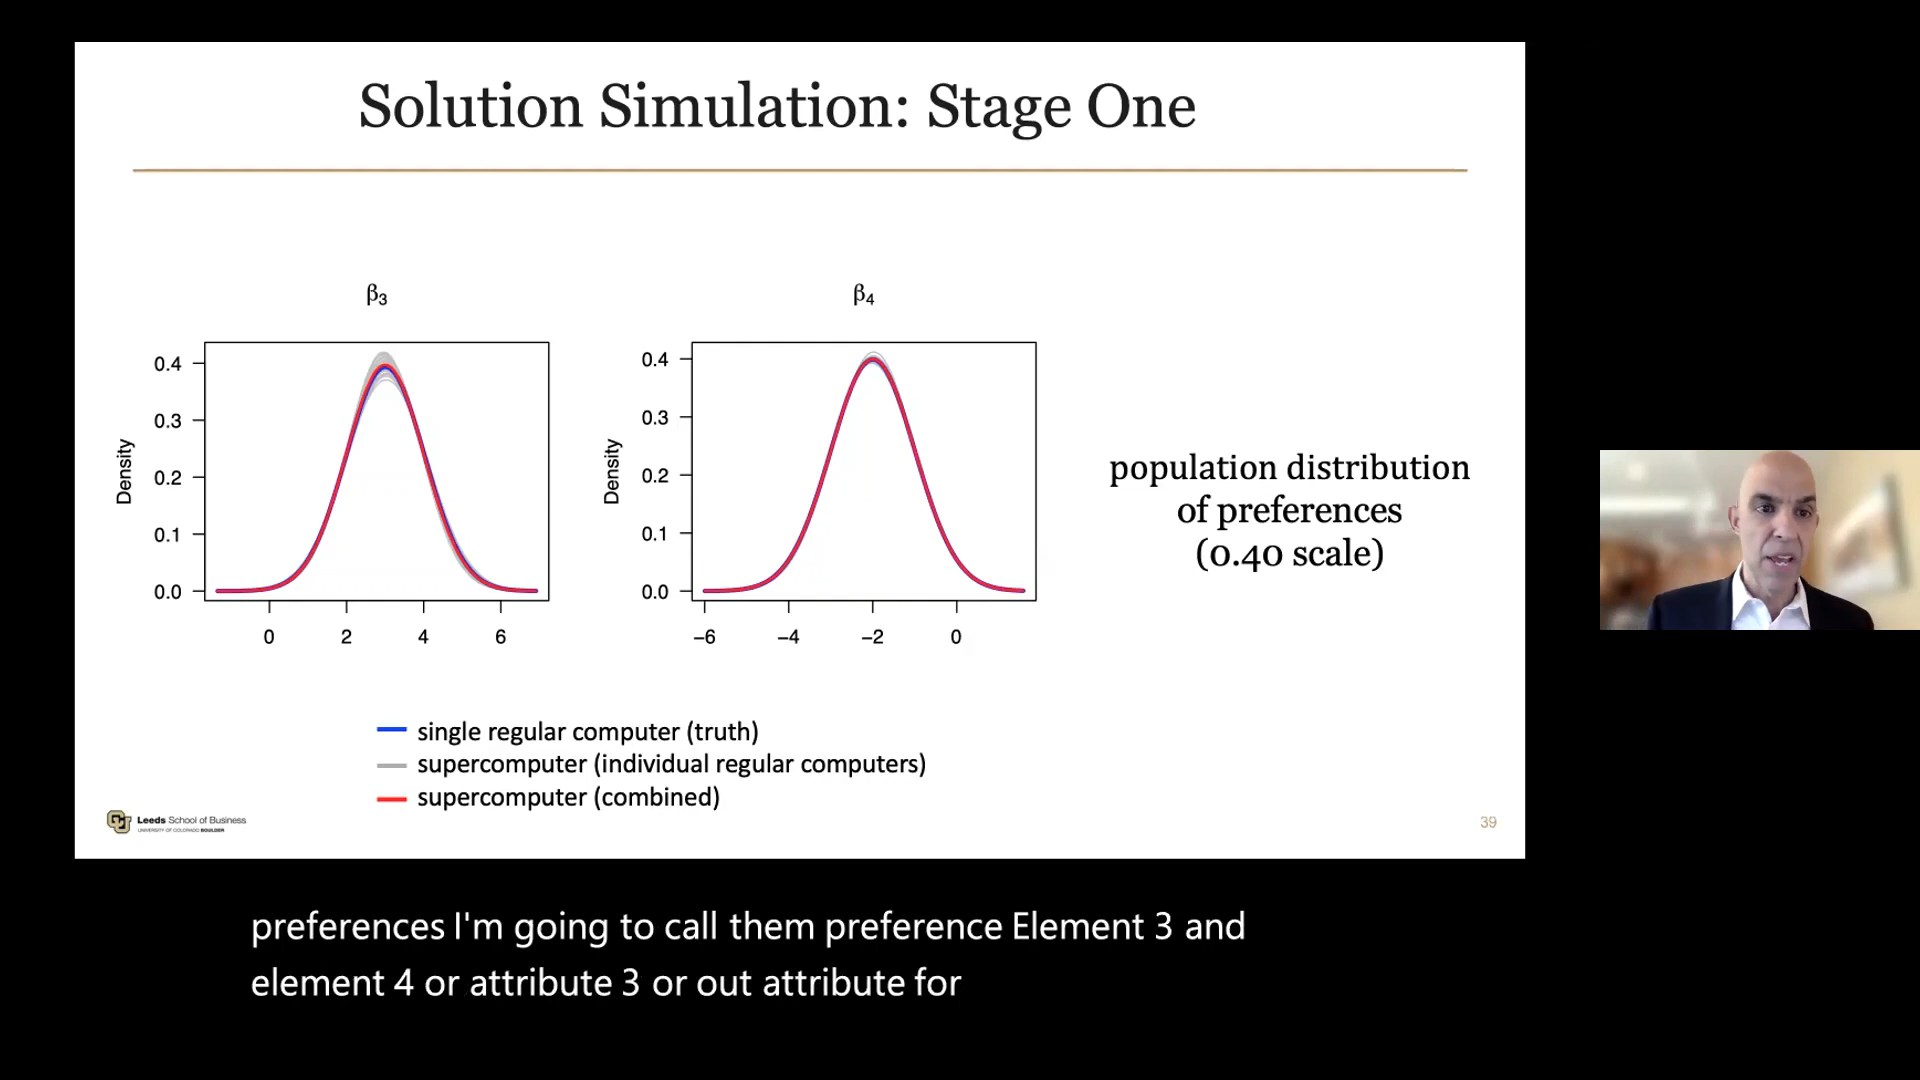 Solution Simulation: Stage One
β3
β4
Density
0.4
0.3
0.2
0.1
0.0
0 2 4 6
Density
0.4
0.3
0.2
0.1
0.0
−6 −4 −2 0
population distribution
of preferences
(0.40 scale)
single regular computer (truth)
supercomputer (individual regular computers)
supercomputer (combined)
Leeds School of Business
UNIVERSITY OF COLORADO BOULDER
39
preferences I'm going to call them preference Element 3 and
element 4 or attribute 3 or out attribute for